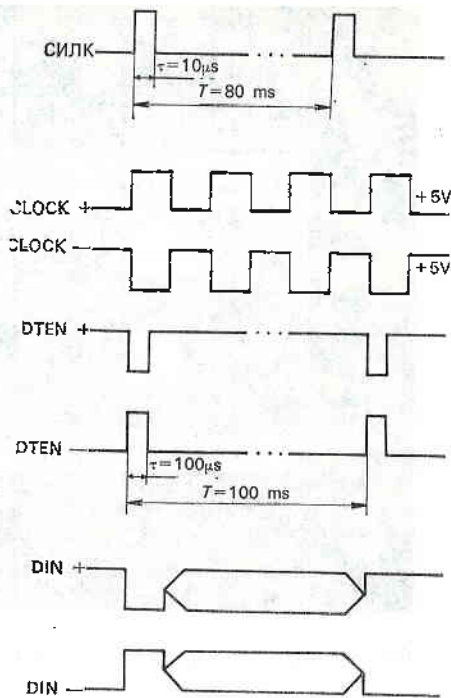 СИЛК
τ=10μs
T=80 ms
CLOCK + +5V
CLOCK— +5V
DTEN +
DTEN —
τ=100μs
T=100 ms
DIN +
DIN —